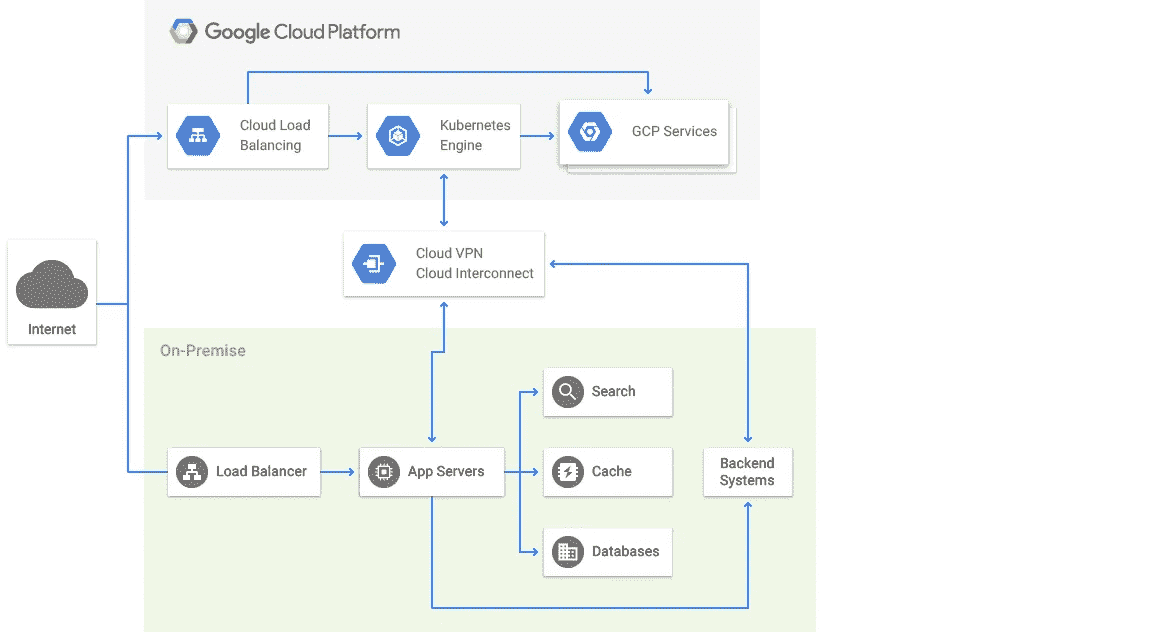 Google Cloud Platform
Cloud Load
Balancing
Kubernetes
Engine
GCP Services
Cloud VPN
Cloud Interconnect
Internet
On-Premise
Search
Load Balancer
App Servers
Cache
Backend
Systems
Databases